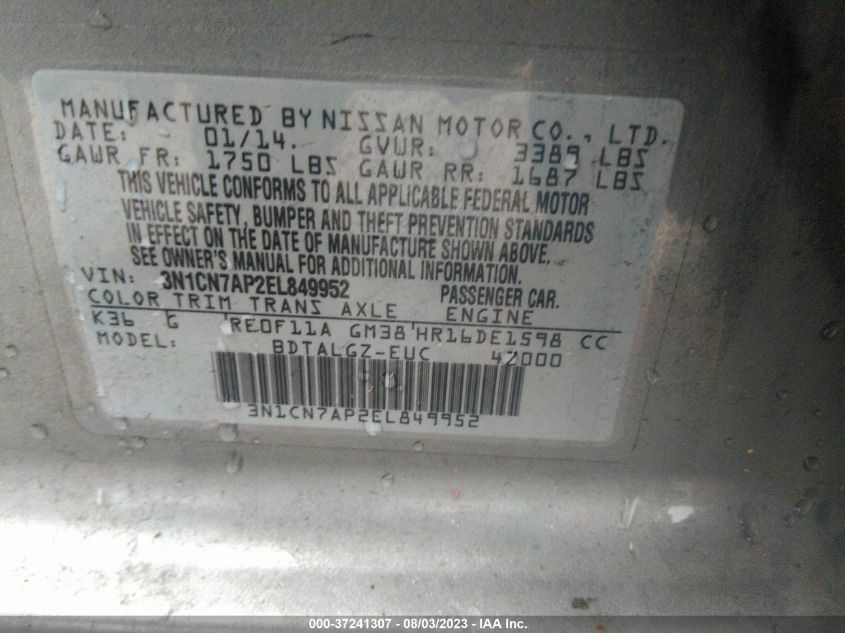 MANUFACTURED BY NISSAN MOTOR CO., LTD.
DATE: 01/14. GVWR: 3389 LBS
GAWR FR: 1750 LBS GAWR RR: 1687 LBS
THIS VEHICLE CONFORMS TO ALL APPLICABLE FEDERAL MOTOR
VEHICLE SAFETY, BUMPER AND THEFT PREVENTION STANDARDS
IN EFFECT ON THE DATE OF MANUFACTURE SHOWN ABOVE.
SEE OWNER'S MANUAL FOR ADDITIONAL INFORMATION.
VIN: 3N1CN7AP2EL849952 PASSENGER CAR.
COLOR TRIM TRANS AXLE ENGINE
K36 G RE0F11A GM38 HR16DE1598 CC
MODEL: BDTALGZ-EUC 42000
3N1CN7AP2EL849952
000-37241307 - 08/03/2023 - IAA Inc.